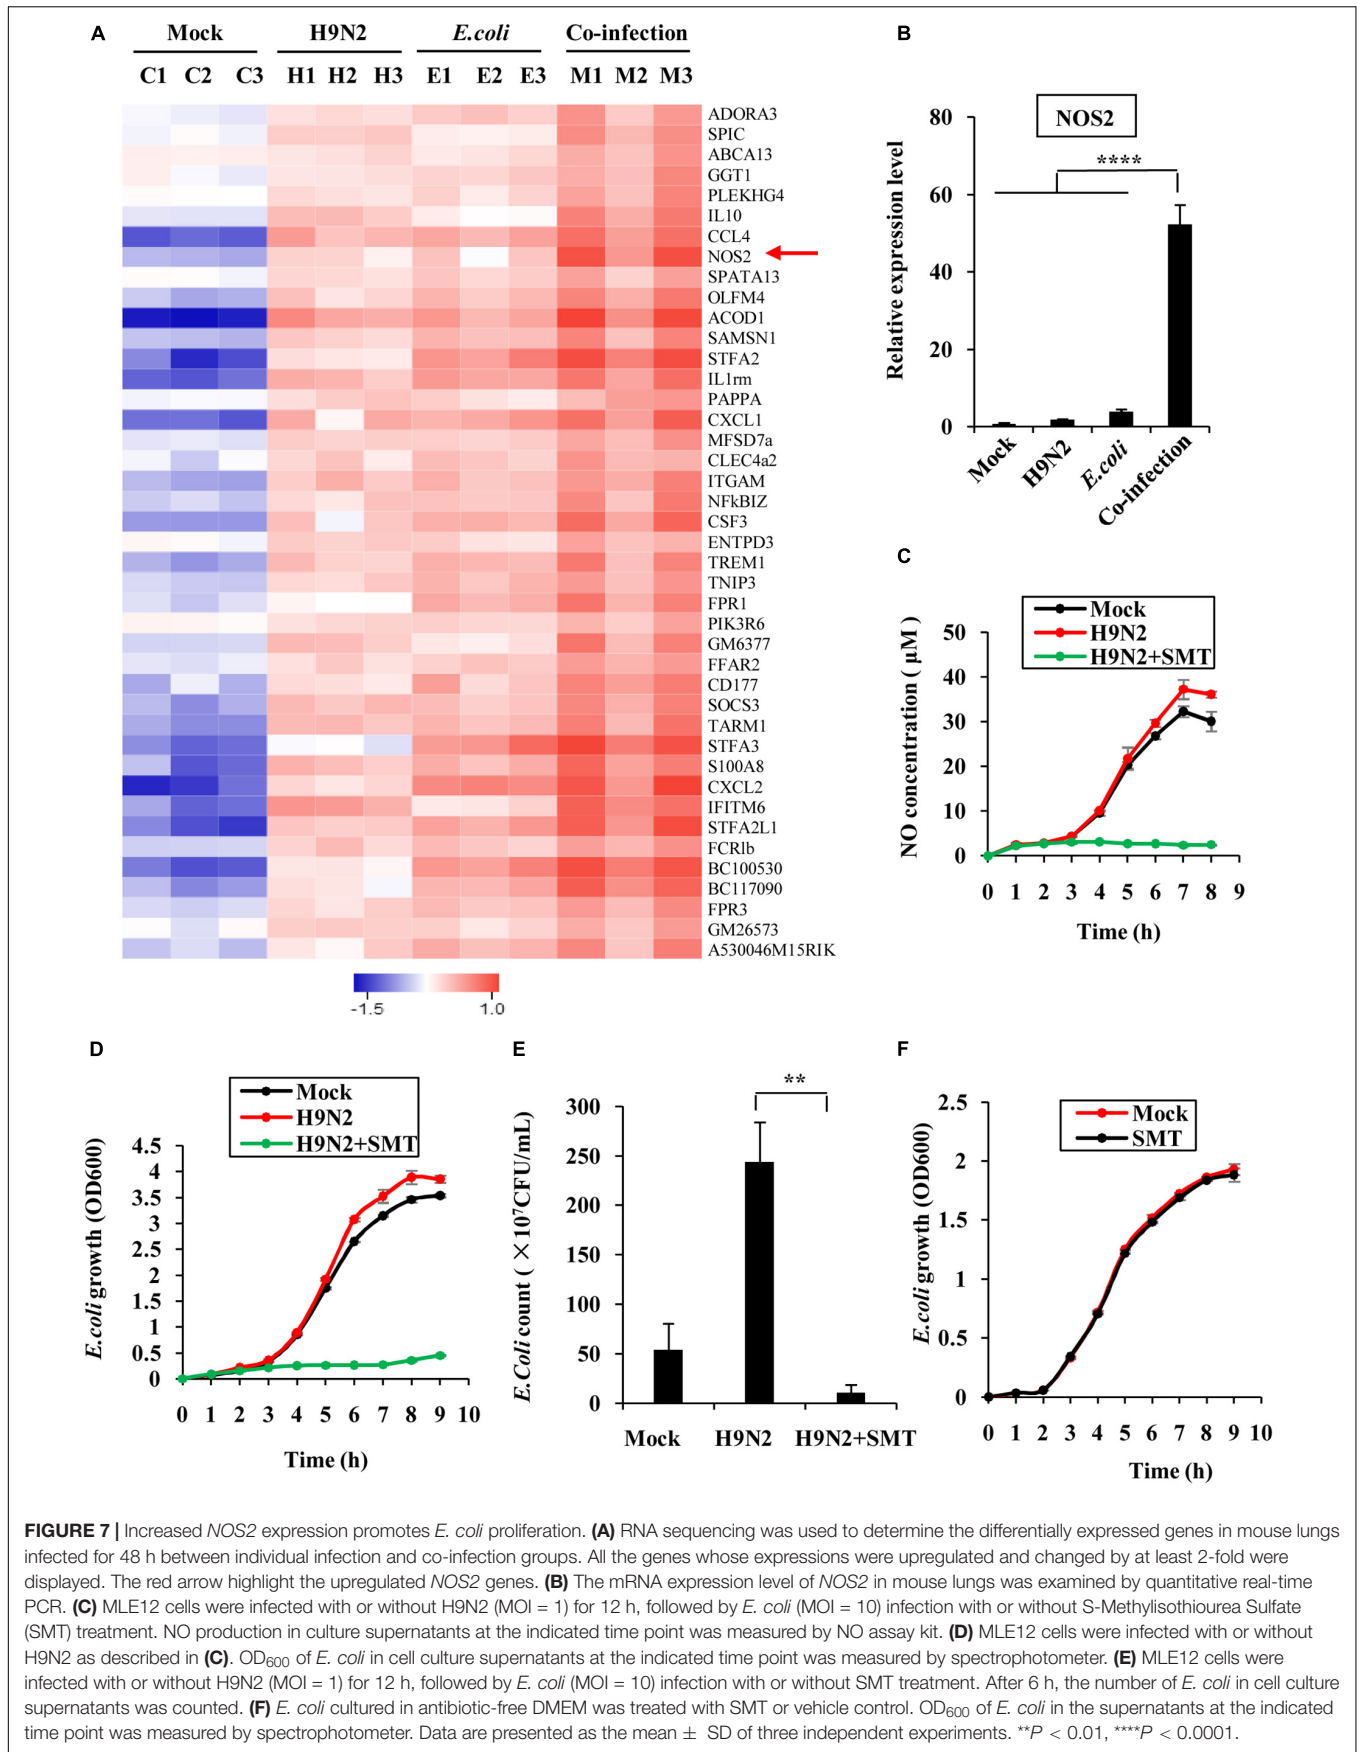 A
Mock H9N2 E.coli Co-infection
C1 C2 C3 H1 H2 H3 E1 E2 E3 M1 M2 M3
ADORA3
SPIC
ABCA13
GGT1
PLEKHG4
IL10
CCL4
NOS2
SPATA13
OLFM4
ACOD1
SAMSN1
STFA2
IL1rm
PAPPA
CXCL1
MFSD7a
CLEC4a2
ITGAM
NFkBIZ
CSF3
ENTPD3
TREM1
TNIP3
FPR1
PIK3R6
GM6377
FFAR2
CD177
SOCS3
TARM1
STFA3
S100A8
CXCL2
IFITM6
STFA2L1
FCRlb
BC100530
BC117090
FPR3
GM26573
A530046M15RIK
-1.5 1.0
B
NOS2
****
Relative expression level
80
60
40
20
0
Mock H9N2 E.coli Co-infection
C
Mock
H9N2
H9N2+SMT
NO concentration ( μM )
50
40
30
20
10
0
0 1 2 3 4 5 6 7 8 9
Time (h)
D
Mock
H9N2
H9N2+SMT
E.coli growth (OD600)
4.5
4
3.5
3
2.5
2
1.5
1
0.5
0
0 1 2 3 4 5 6 7 8 9 10
Time (h)
E
**
E.Coli count ( ×10⁷CFU/mL)
300
250
200
150
100
50
0
Mock H9N2 H9N2+SMT
F
Mock
SMT
E.coli growth (OD600)
2.5
2
1.5
1
0.5
0
0 1 2 3 4 5 6 7 8 9 10
Time (h)
FIGURE 7 | Increased NOS2 expression promotes E. coli proliferation. (A) RNA sequencing was used to determine the differentially expressed genes in mouse lungs
infected for 48 h between individual infection and co-infection groups. All the genes whose expressions were upregulated and changed by at least 2-fold were
displayed. The red arrow highlight the upregulated NOS2 genes. (B) The mRNA expression level of NOS2 in mouse lungs was examined by quantitative real-time
PCR. (C) MLE12 cells were infected with or without H9N2 (MOI = 1) for 12 h, followed by E. coli (MOI = 10) infection with or without S-Methylisothiourea Sulfate
(SMT) treatment. NO production in culture supernatants at the indicated time point was measured by NO assay kit. (D) MLE12 cells were infected with or without
H9N2 as described in (C). OD₆₀₀ of E. coli in cell culture supernatants at the indicated time point was measured by spectrophotometer. (E) MLE12 cells were
infected with or without H9N2 (MOI = 1) for 12 h, followed by E. coli (MOI = 10) infection with or without SMT treatment. After 6 h, the number of E. coli in cell culture
supernatants was counted. (F) E. coli cultured in antibiotic-free DMEM was treated with SMT or vehicle control. OD₆₀₀ of E. coli in the supernatants at the indicated
time point was measured by spectrophotometer. Data are presented as the mean ± SD of three independent experiments. **P < 0.01, ****P < 0.0001.